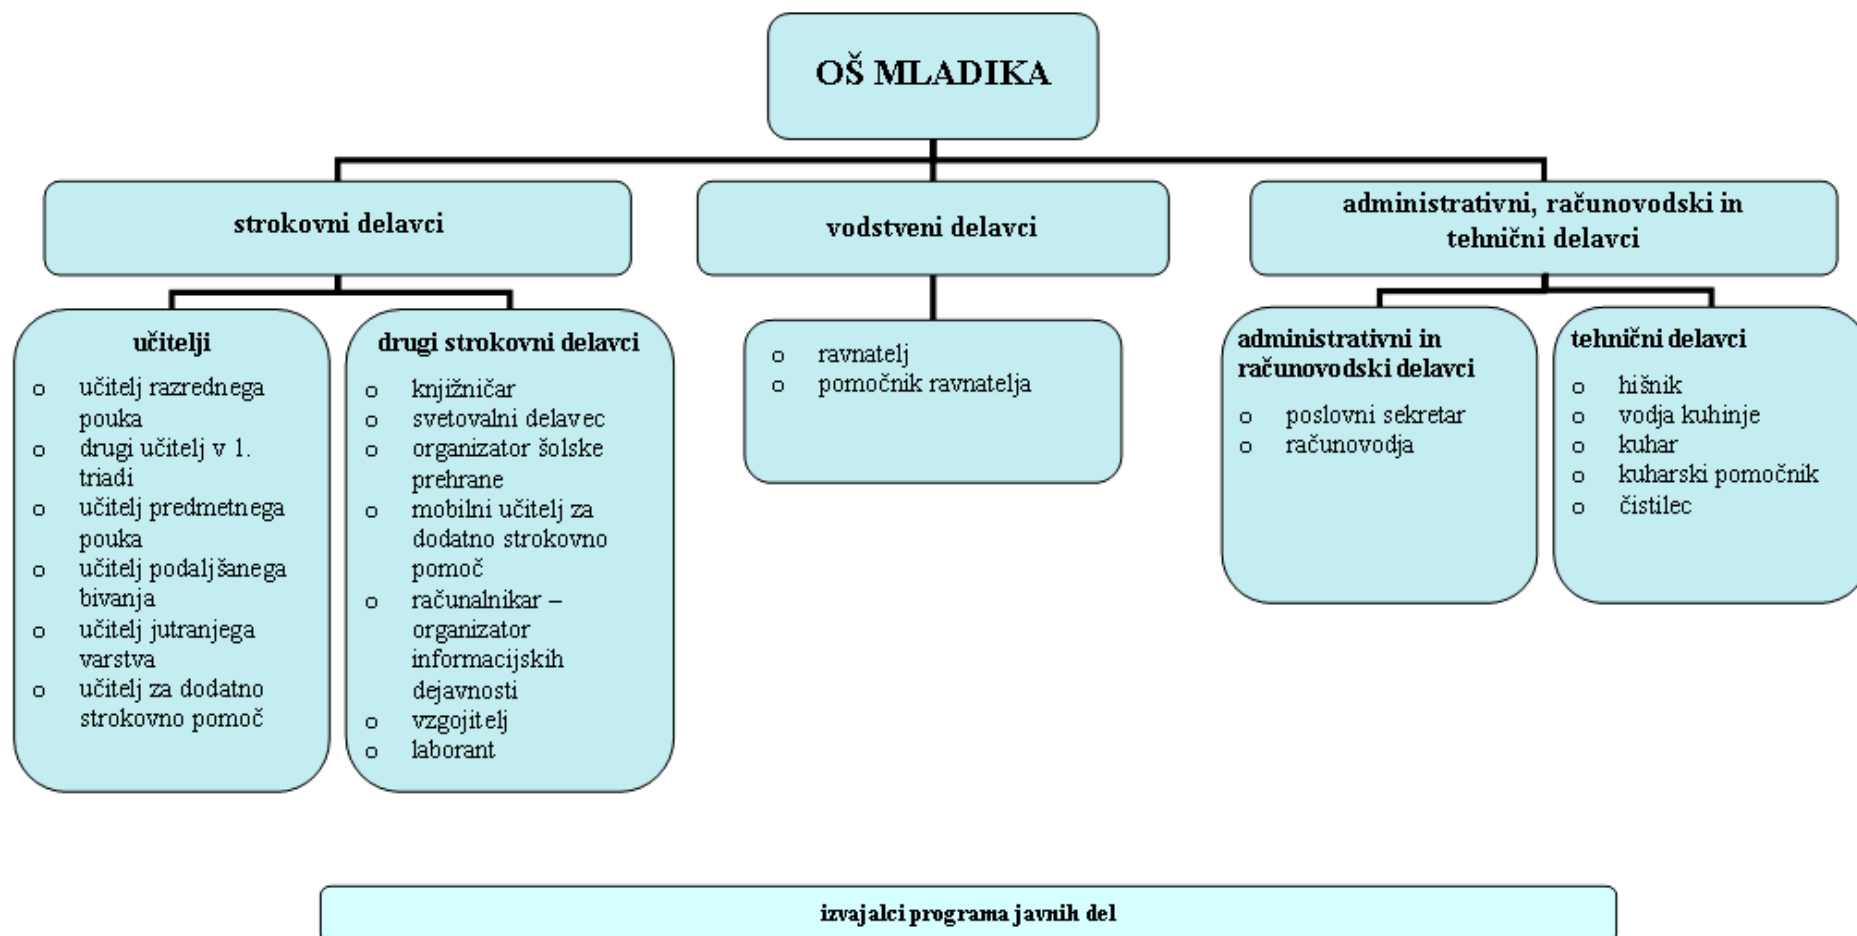 OŠ MLADIKA
strokovni delavci
vodstveni delavci
administrativni, računovodski in
tehnični delavci
učitelji
o učitelj razrednega
pouka
o drugi učitelj v 1.
triadi
o učitelj predmetnega
pouka
o učitelj podaljšanega
bivanja
o učitelj jutranjega
varstva
o učitelj za dodatno
strokovno pomoč
drugi strokovni delavci
o knjižničar
o svetovalni delavec
o organizator šolske
prehrane
o mobilni učitelj za
dodatno strokovno
pomoč
o računalnikar –
organizator
informacijskih
dejavnosti
o vzgojitelj
o laborant
o ravnatelj
o pomočnik ravnatelja
administrativni in
računovodski delavci
o poslovni sekretar
o računovodja
tehnični delavci
o hišnik
o vodja kuhinje
o kuhar
o kuharski pomočnik
o čistilec
izvajalci programa javnih del